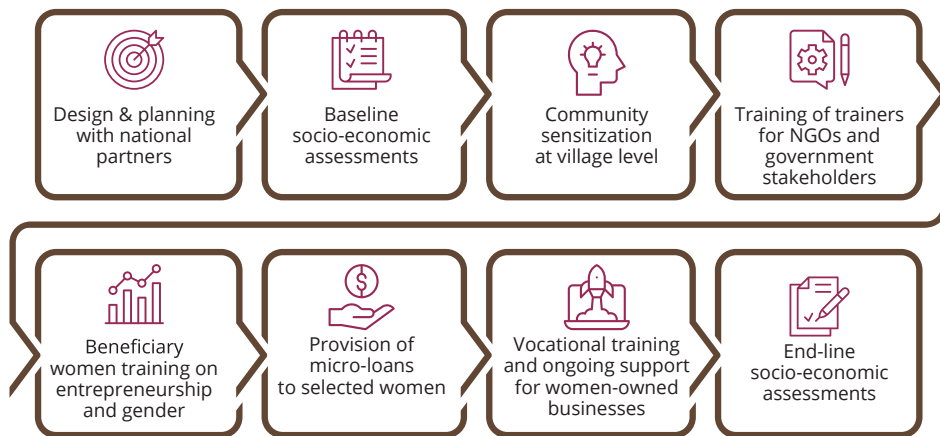 Design & planning
with national
partners
Baseline
socio-economic
assessments
Community
sensitization
at village level
Training of trainers
for NGOs and
government
stakeholders
Beneficiary
women training on
entrepreneurship
and gender
$
Provision of
micro-loans
to selected women
Vocational training
and ongoing support
for women-owned
businesses
End-line
socio-economic
assessments